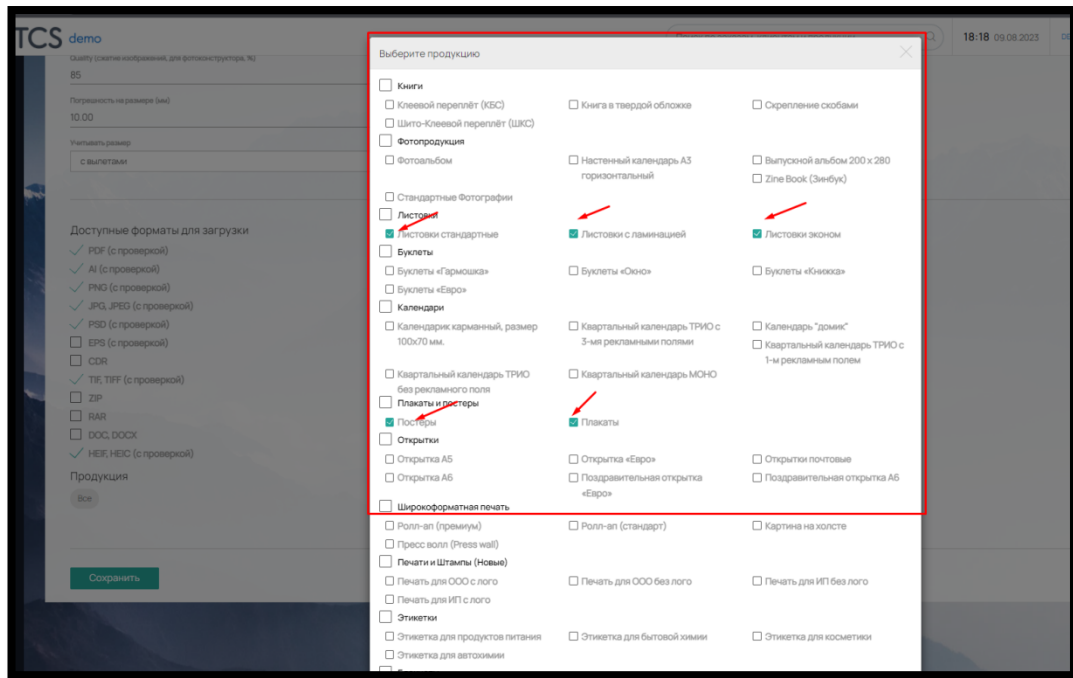 TCS demo
18:18 09.08.2023
Quality (сжатие изображений, для фотоконструктора, %)
85
Погрешность на размере (мм)
10.00
Учитывать размер
с вылетами
Доступные форматы для загрузки
PDF (с проверкой)
AI (с проверкой)
PNG (с проверкой)
JPG, JPEG (с проверкой)
PSD (с проверкой)
EPS (с проверкой)
CDR
TIF, TIFF (с проверкой)
ZIP
RAR
DOC, DOCX
HEIF, HEIC (с проверкой)
Продукция
Все
Сохранить
Выберите продукцию
Книги
Клеевой переплёт (КБС)
Книга в твердой обложке
Скрепление скобами
Шито-Клеевой переплёт (ШКС)
Фотопродукция
Фотоальбом
Настенный календарь А3
горизонтальный
Выпускной альбом 200 x 280
Zine Book (Зинбук)
Стандартные Фотографии
Листовки
Листовки стандартные
Листовки с ламинацией
Листовки эконом
Буклеты
Буклеты «Гармошка»
Буклеты «Окно»
Буклеты «Книжка»
Буклеты «Евро»
Календари
Календарик карманный, размер
100х70 мм.
Квартальный календарь ТРИО с
3-мя рекламными полями
Календарь "домик"
Квартальный календарь ТРИО с
1-м рекламным полем
Квартальный календарь ТРИО
без рекламного поля
Квартальный календарь МОНО
Плакаты и постеры
Постеры
Плакаты
Открытки
Открытка А5
Открытка «Евро»
Открытки почтовые
Открытка А6
Поздравительная открытка
«Евро»
Поздравительная открытка А6
Широкоформатная печать
Ролл-ап (премиум)
Ролл-ап (стандарт)
Картина на холсте
Пресс волл (Press wall)
Печати и Штампы (Новые)
Печать для ООО с лого
Печать для ООО без лого
Печать для ИП без лого
Печать для ИП с лого
Этикетки
Этикетка для продуктов питания
Этикетка для бытовой химии
Этикетка для косметики
Этикетка для автохимии